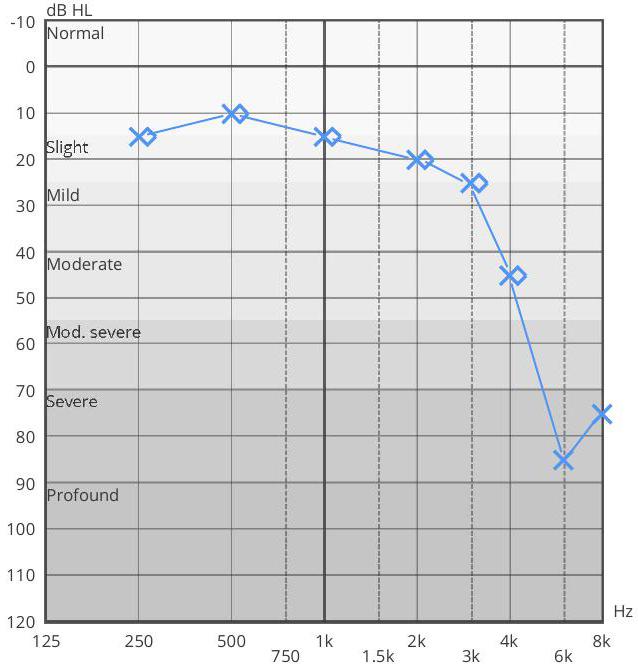 dB HL
-10
Normal
0
10
Slight
20
Mild
30
40
Moderate
50
Mod. severe
60
70
Severe
80
90
Profound
100
110
120
Hz
125 250 500 1k 2k 4k 8k
750 1.5k 3k 6k